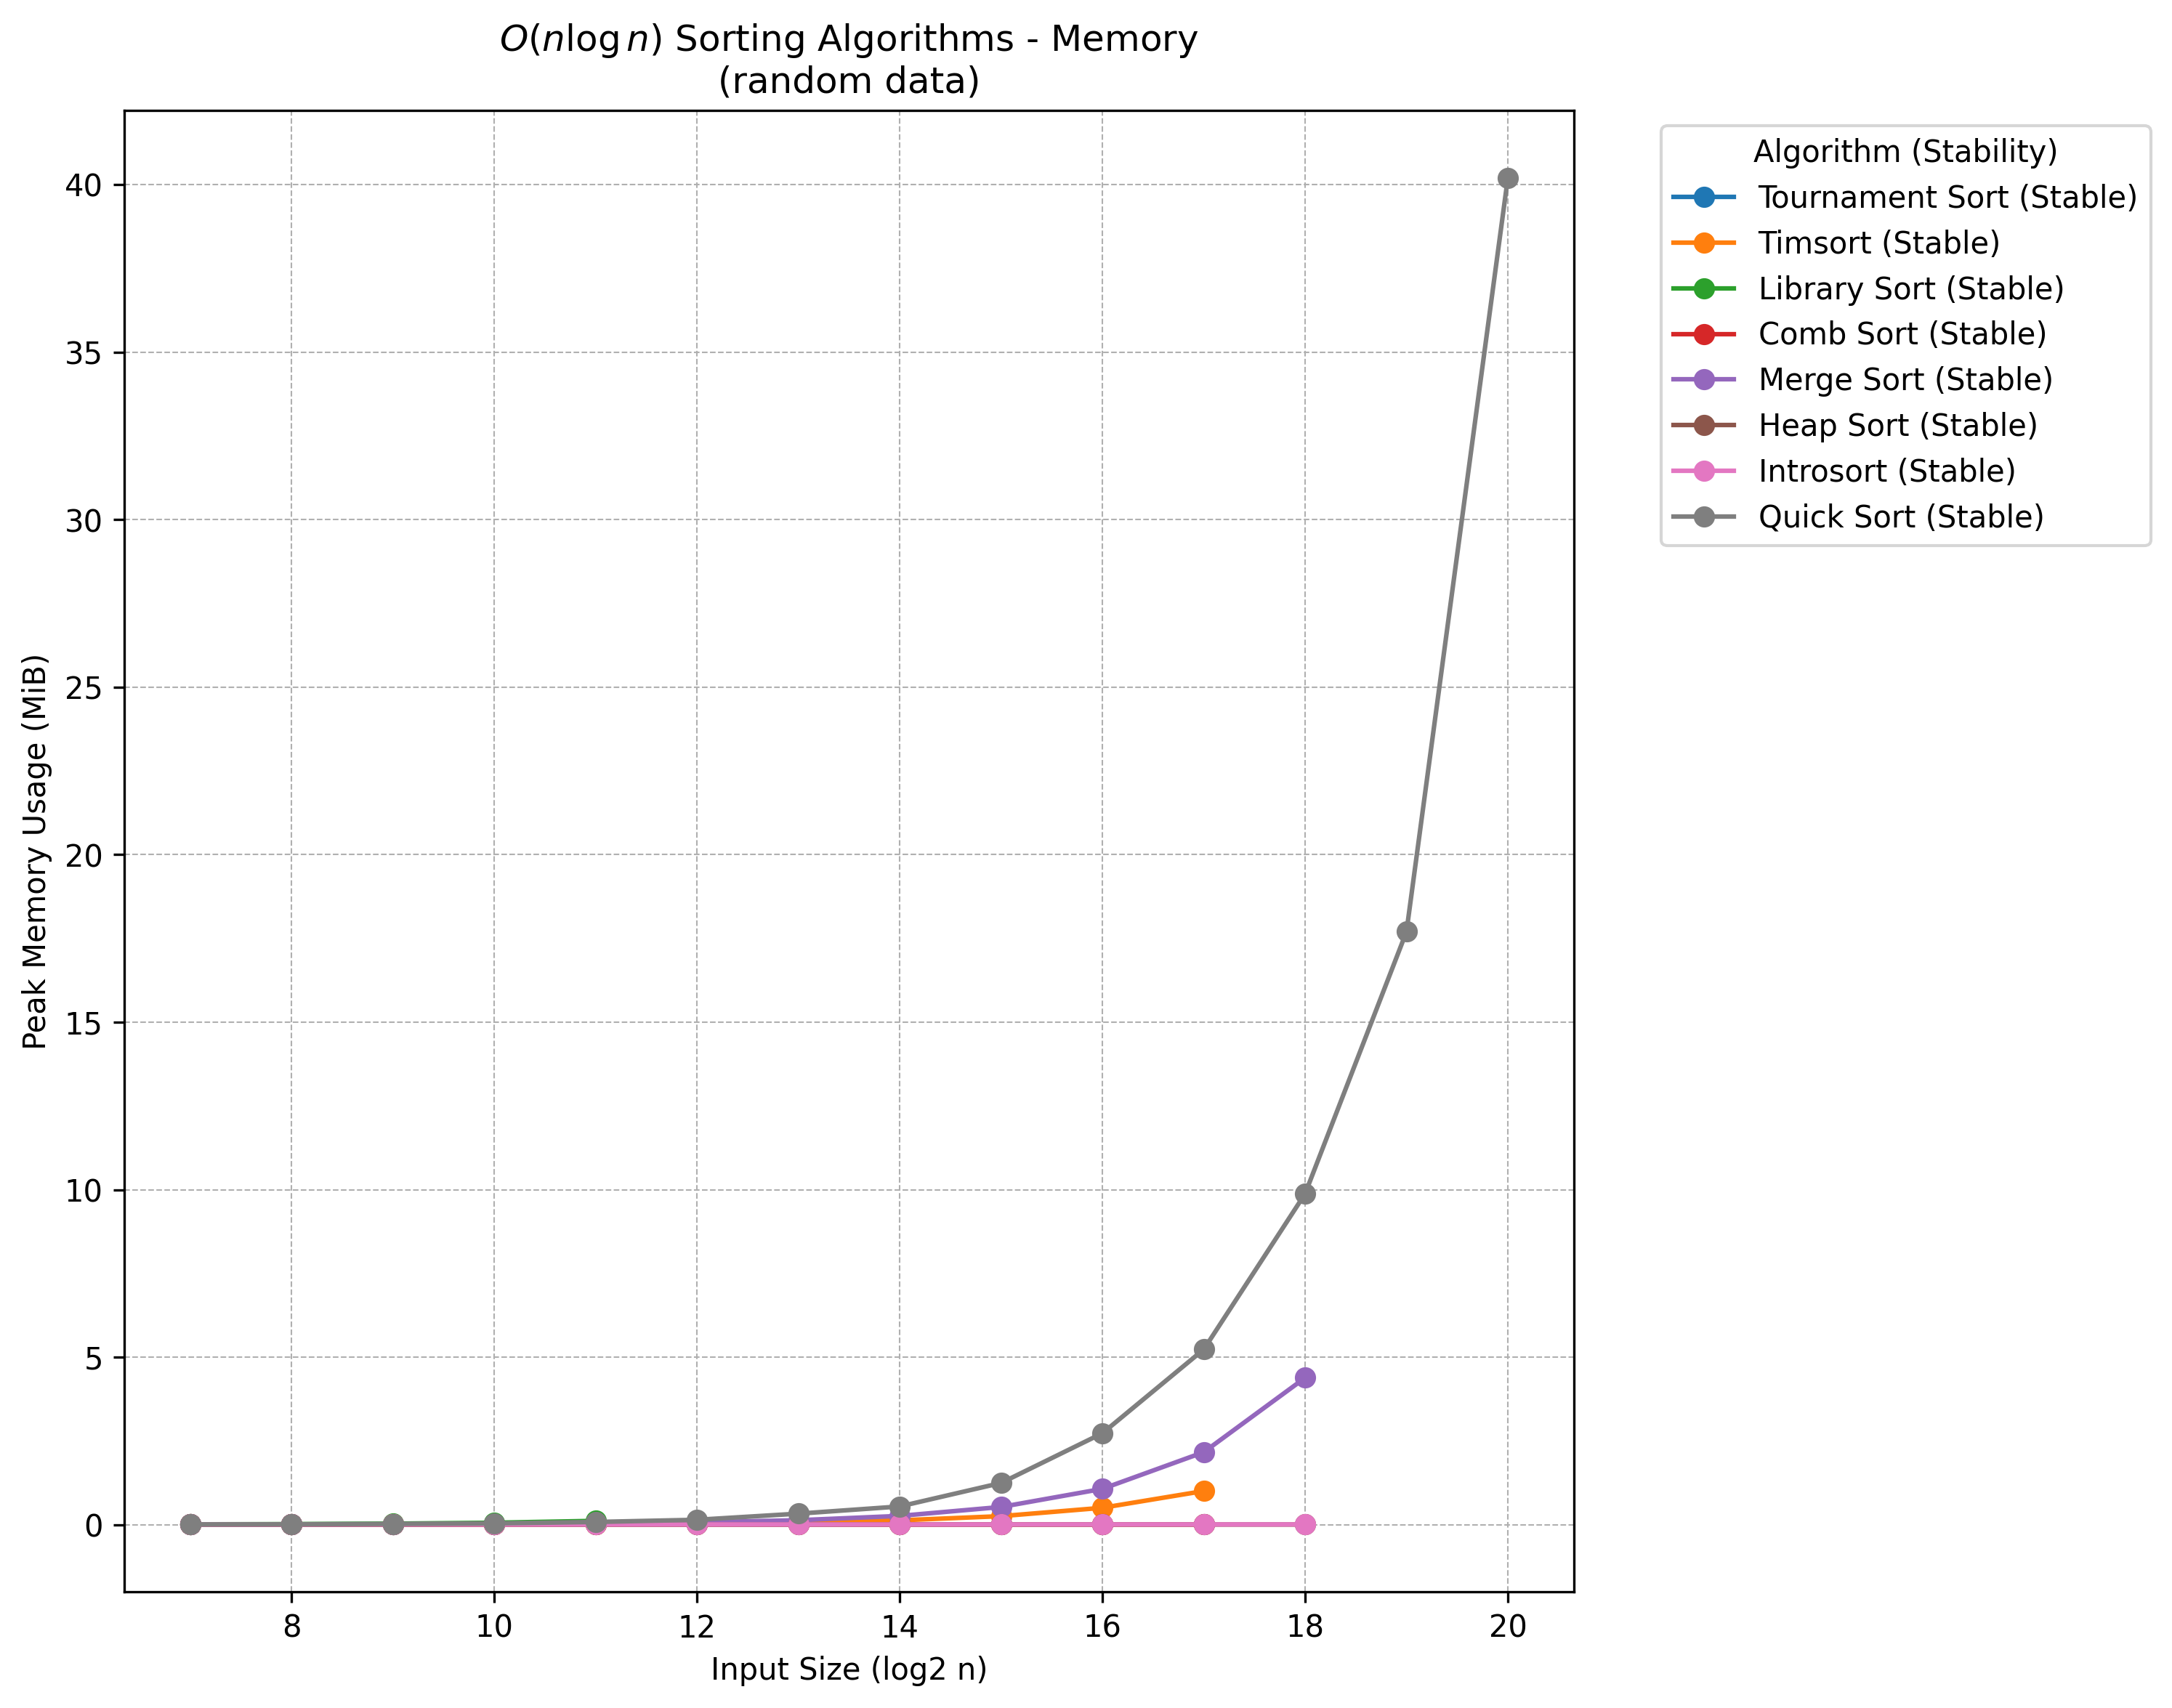 O(n log n) Sorting Algorithms - Memory
(random data)
Peak Memory Usage (MiB)
40
35
30
25
20
15
10
5
0
8 10 12 14 16 18 20
Input Size (log2 n)
Algorithm (Stability)
Tournament Sort (Stable)
Timsort (Stable)
Library Sort (Stable)
Comb Sort (Stable)
Merge Sort (Stable)
Heap Sort (Stable)
Introsort (Stable)
Quick Sort (Stable)